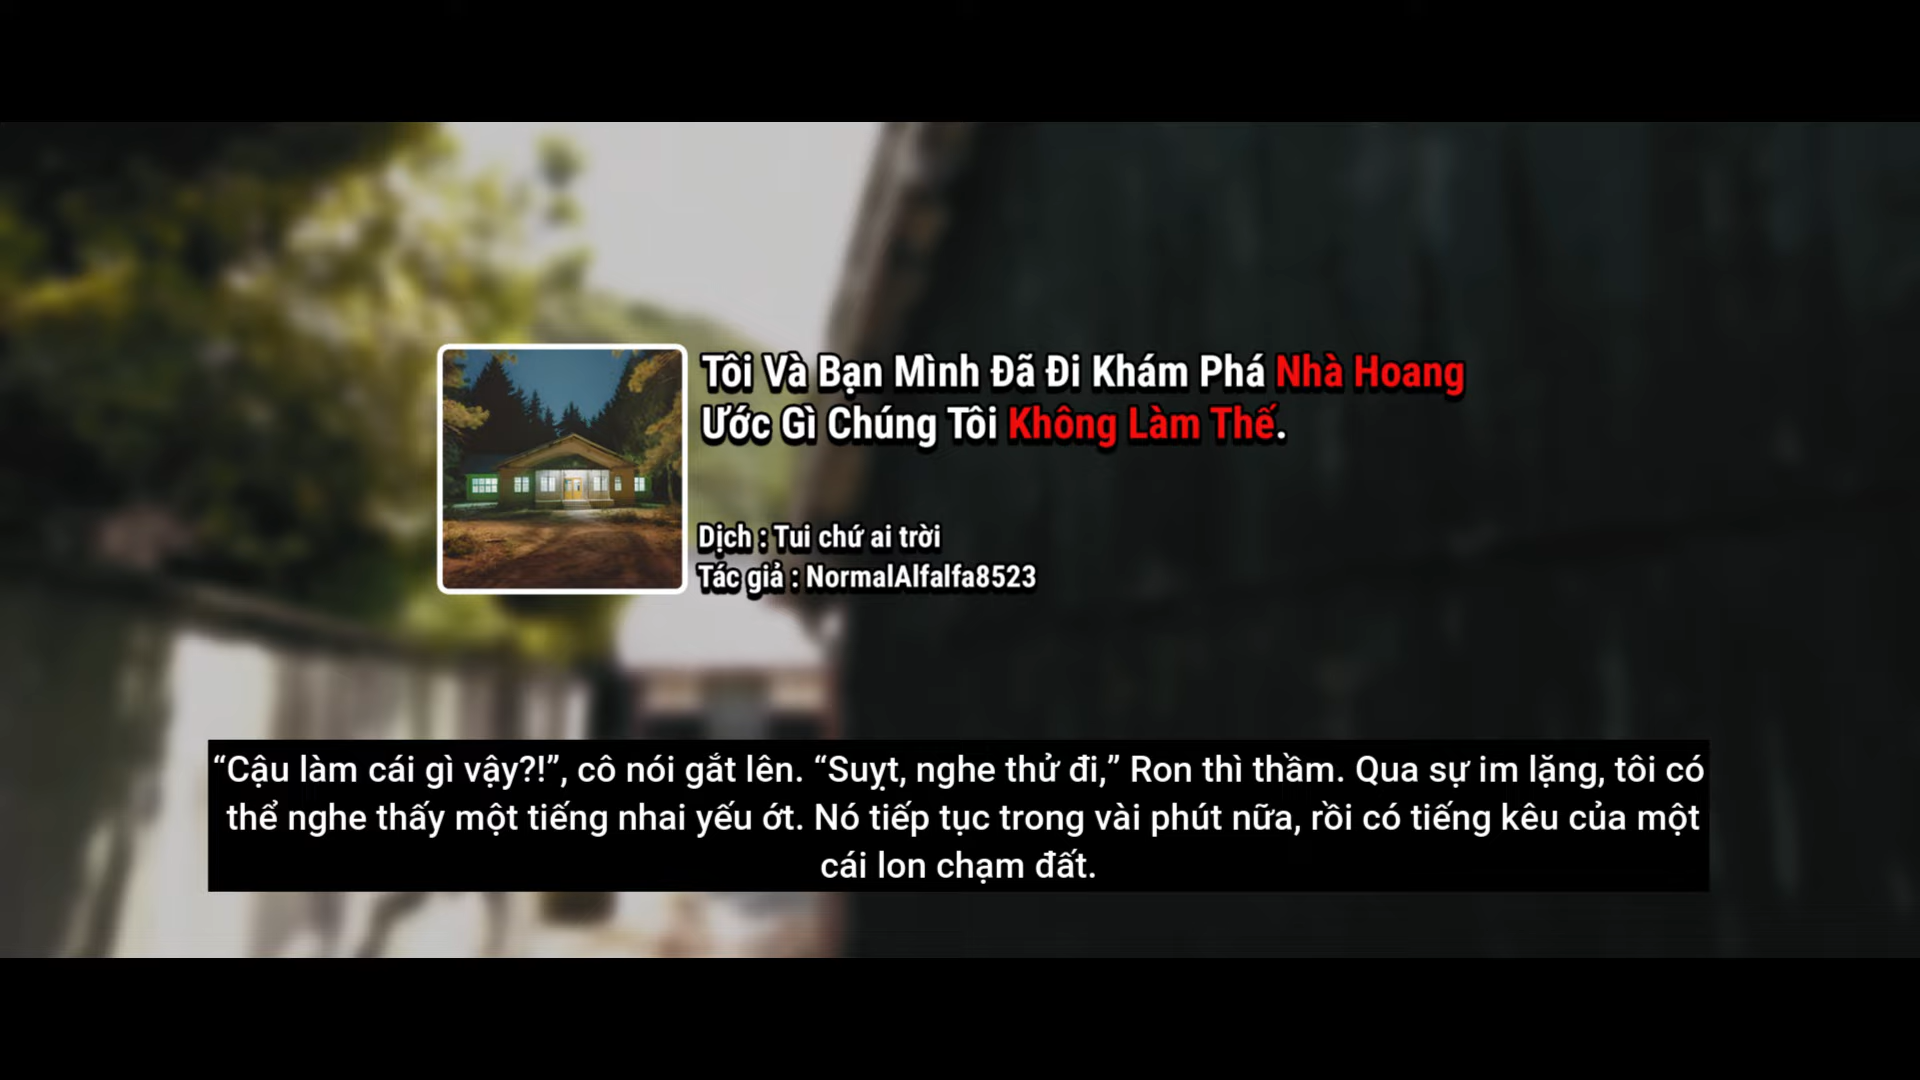 Tôi Và Bạn Mình Đã Đi Khám Phá Nhà Hoang
Ước Gì Chúng Tôi Không Làm Thế.
Dịch : Tui chứ ai trời
Tác giả : NormalAlfalfa8523
“Cậu làm cái gì vậy?!”, cô nói gắt lên. “Suỵt, nghe thử đi,” Ron thì thầm. Qua sự im lặng, tôi có
thể nghe thấy một tiếng nhai yếu ớt. Nó tiếp tục trong vài phút nữa, rồi có tiếng kêu của một
cái lon chạm đất.